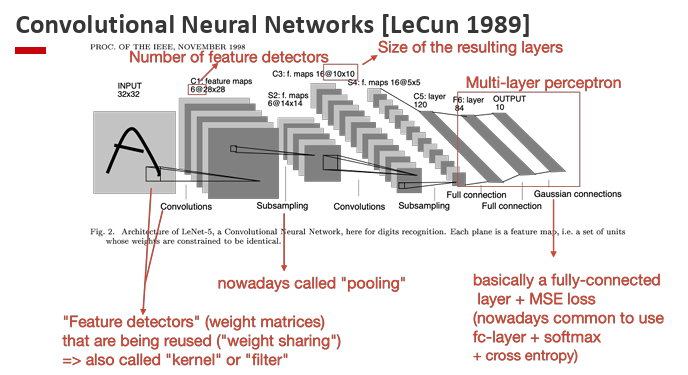 Convolutional Neural Networks [LeCun 1989]
PROC. OF THE IEEE, NOVEMBER 1998
Number of feature detectors
Size of the resulting layers
INPUT
32x32
C1: feature maps
6@28x28
S2: f. maps
6@14x14
C3: f. maps 16@10x10
S4: f. maps 16@5x5
Multi-layer perceptron
C5: layer
120
F6: layer
84
OUTPUT
10
Convolutions
Subsampling
Convolutions
Subsampling
Full connection
Full connection
Gaussian connections
Fig. 2. Architecture of LeNet-5, a Convolutional Neural Network, here for digits recognition. Each plane is a feature map, i.e. a set of units
whose weights are constrained to be identical.
nowadays called "pooling"
"Feature detectors" (weight matrices)
that are being reused ("weight sharing")
=> also called "kernel" or "filter"
basically a fully-connected
layer + MSE loss
(nowadays common to use
fc-layer + softmax
+ cross entropy)